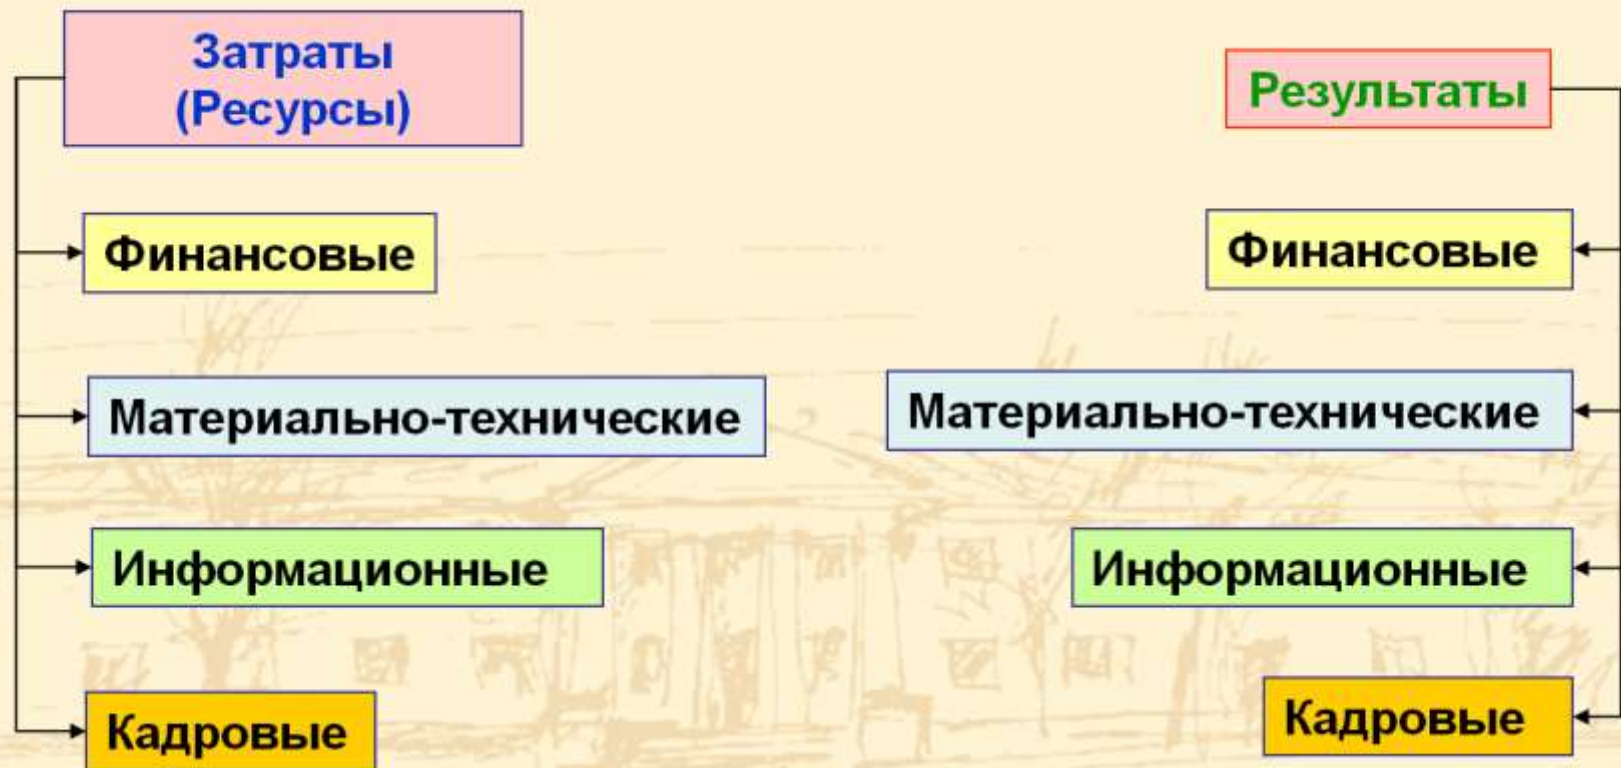 Затраты
(Ресурсы)
Финансовые
Материально-технические
Информационные
Кадровые
Результаты
Финансовые
Материально-технические
Информационные
Кадровые